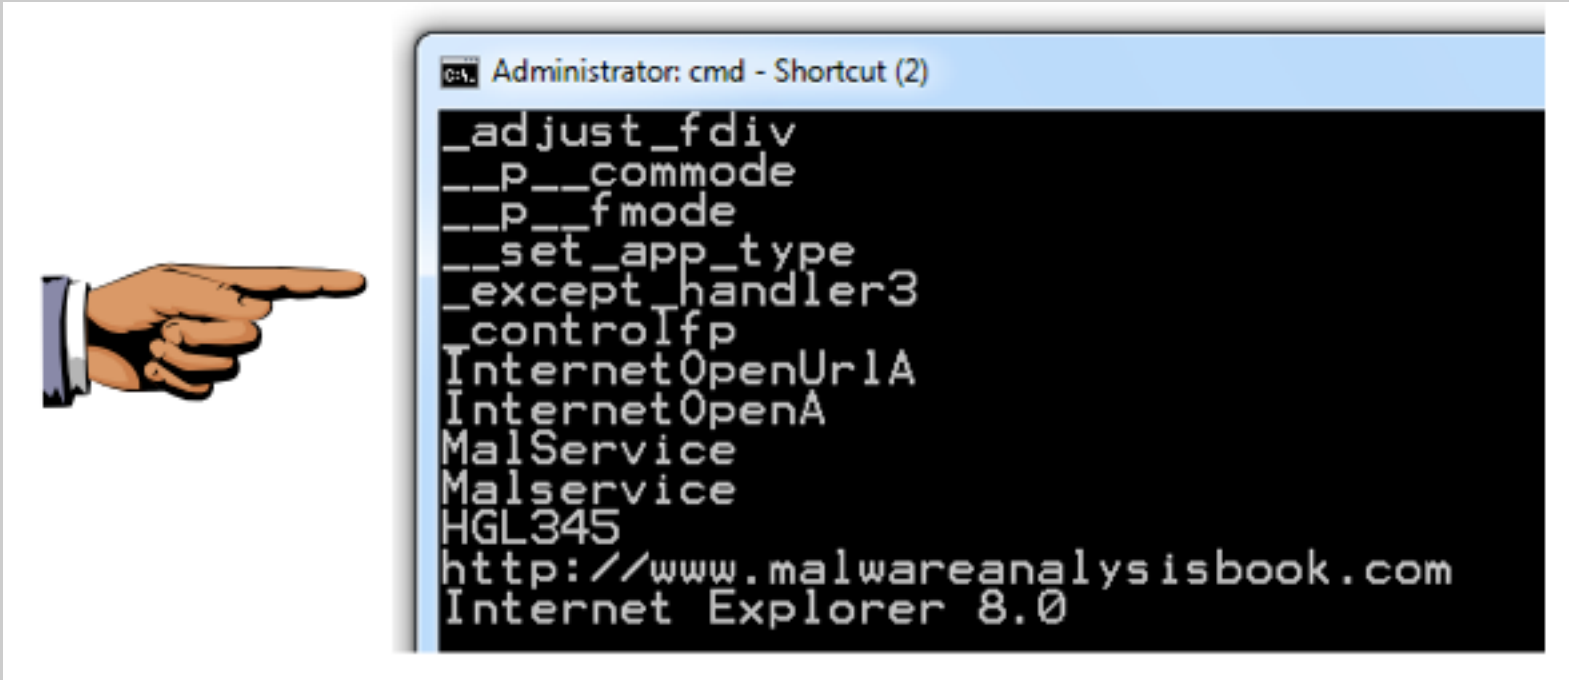 C:\.
Administrator: cmd - Shortcut (2)
_adjust_fdiv
__p__commode
__p__fmode
__set_app_type
_except_handler3
_controlfp
InternetOpenUrlA
InternetOpenA
MalService
Malservice
HGL345
http://www.malwareanalysisbook.com
Internet Explorer 8.0